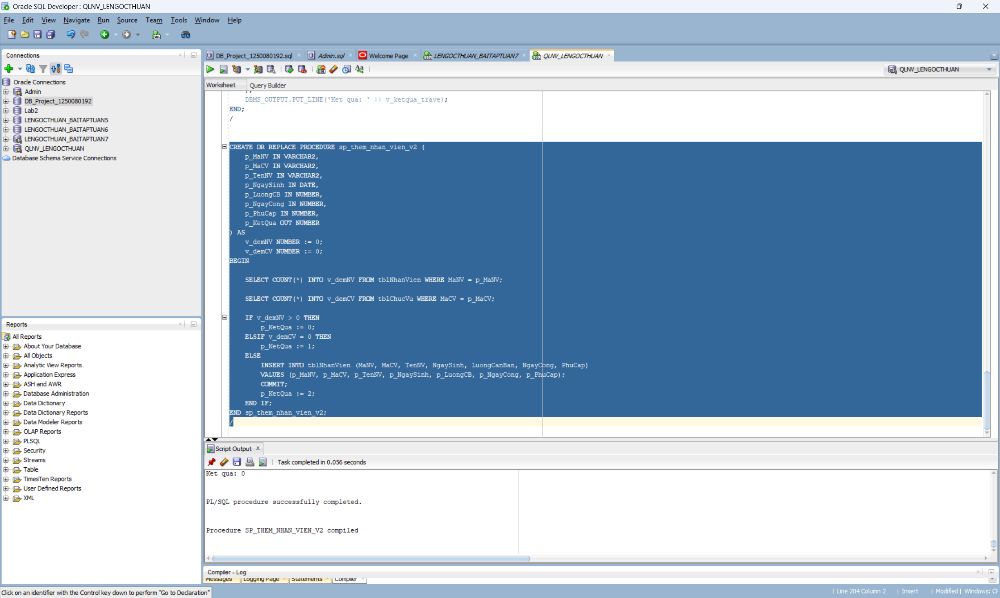 Oracle SQL Developer : QLNV_LENGOCTHUAN
File Edit View Navigate Run Source Team Tools Window Help
Connections
Oracle Connections
Admin
DB_Project_1250080192
Lab2
LENGOCTHUAN_BAITAPTUAN5
LENGOCTHUAN_BAITAPTUAN6
LENGOCTHUAN_BAITAPTUAN7
QLNV_LENGOCTHUAN
Database Schema Service Connections
Reports
All Reports
About Your Database
All Objects
Analytic View Reports
Application Express
ASH and AWR
Database Administration
Data Dictionary
Data Dictionary Reports
Data Modeler Reports
OLAP Reports
PLSQL
Security
Streams
Table
TimesTen Reports
User Defined Reports
XML
DB_Project_1250080192.sql Admin.sql Welcome Page LENGOCTHUAN_BAITAPTUAN7 QLNV_LENGOCTHUAN
QLNV_LENGOCTHUAN
Worksheet Query Builder
DBMS_OUTPUT.PUT_LINE('Ket qua: ' || v_ketqua_trave);
END;
/
CREATE OR REPLACE PROCEDURE sp_them_nhan_vien_v2 (
p_MaNV IN VARCHAR2,
p_MaCV IN VARCHAR2,
p_TenNV IN VARCHAR2,
p_NgaySinh IN DATE,
p_LuongCB IN NUMBER,
p_NgayCong IN NUMBER,
p_PhuCap IN NUMBER,
p_KetQua OUT NUMBER
) AS
v_demNV NUMBER := 0;
v_demCV NUMBER := 0;
BEGIN
SELECT COUNT(*) INTO v_demNV FROM tblNhanVien WHERE MaNV = p_MaNV;
SELECT COUNT(*) INTO v_demCV FROM tblChucVu WHERE MaCV = p_MaCV;
IF v_demNV > 0 THEN
p_KetQua := 0;
ELSIF v_demCV = 0 THEN
p_KetQua := 1;
ELSE
INSERT INTO tblNhanVien (MaNV, MaCV, TenNV, NgaySinh, LuongCanBan, NgayCong, PhuCap)
VALUES (p_MaNV, p_MaCV, p_TenNV, p_NgaySinh, p_LuongCB, p_NgayCong, p_PhuCap);
COMMIT;
p_KetQua := 2;
END IF;
END sp_them_nhan_vien_v2;
/
Script Output
Task completed in 0.056 seconds
Ket qua: 0
PL/SQL procedure successfully completed.
Procedure SP_THEM_NHAN_VIEN_V2 compiled
Compiler - Log
Messages Logging Page Statements Compiler
Click on an identifier with the Control key down to perform "Go to Declaration"
Line 204 Column 2 Insert Modified Windows: